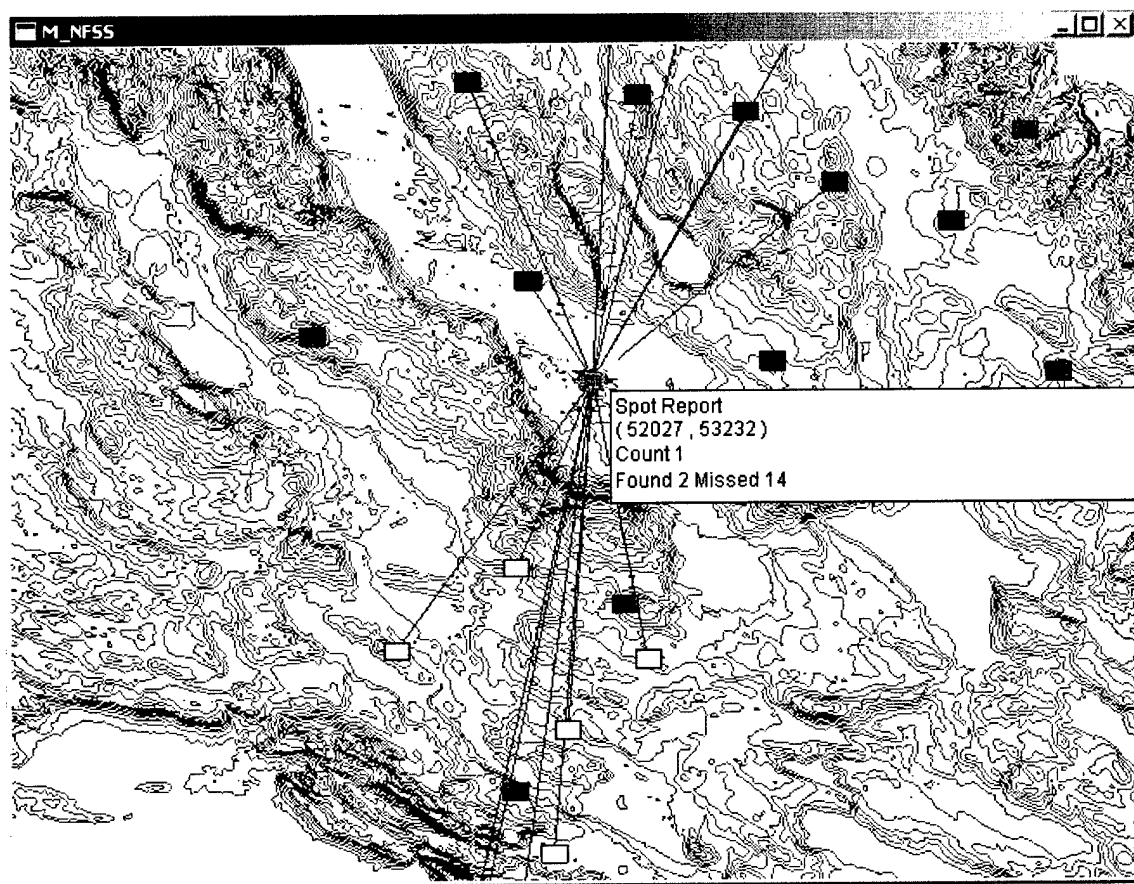 M_NFSS
Spot Report
( 52027 , 53232 )
Count 1
Found 2 Missed 14